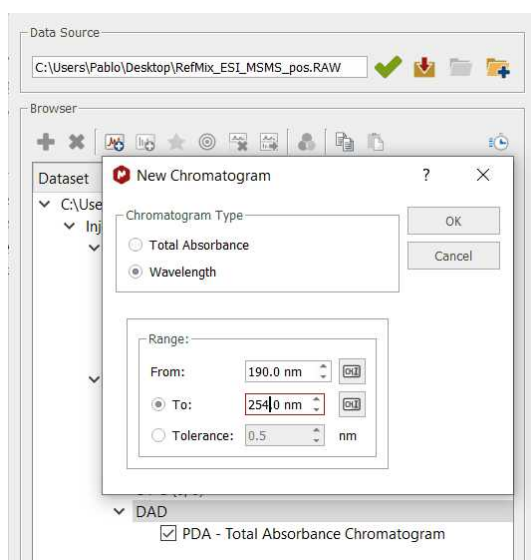 Data Source
C:\Users\Pablo\Desktop\RefMix_ESI_MSMS_pos.RAW
Browser
Dataset
New Chromatogram ? ×
C:\Use
Inj
Chromatogram Type
OK
Total Absorbance
Cancel
Wavelength
Range:
From: 190.0 nm
To: 254.0 nm
Tolerance: 0.5 nm
DAD
PDA - Total Absorbance Chromatogram